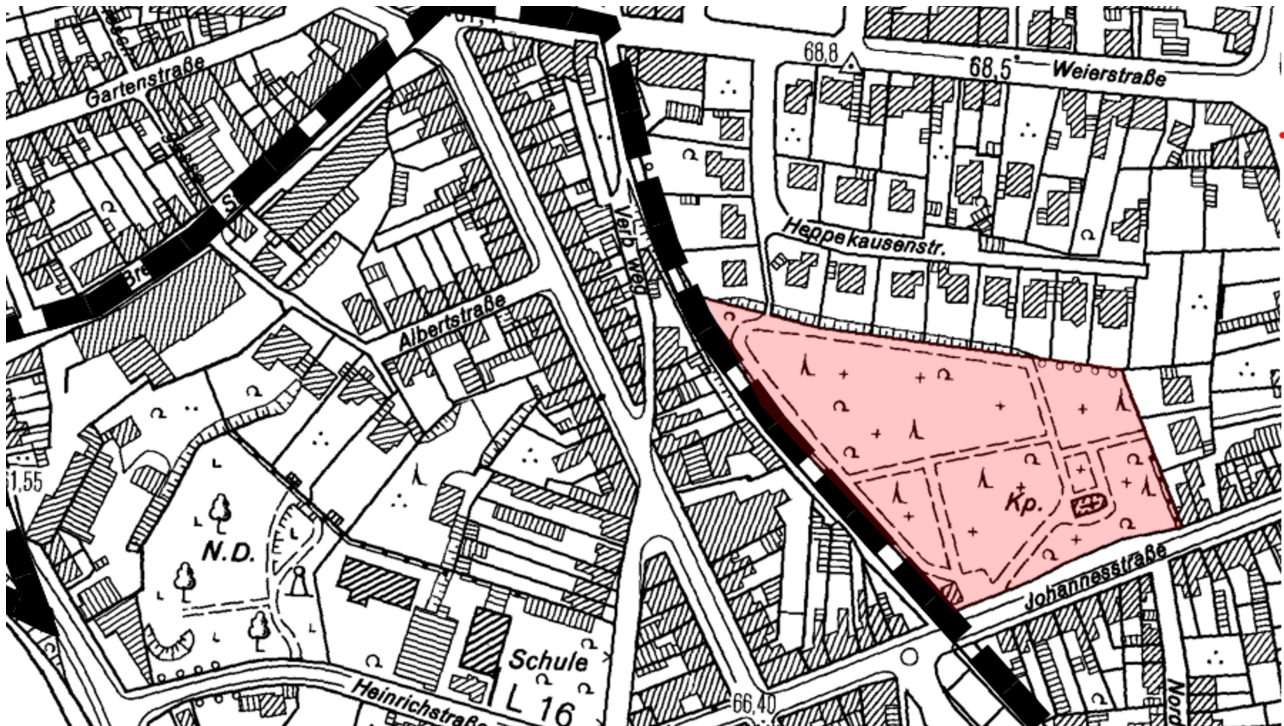 68,8
68,5
Weierstraße
Gartenstraße
Heppekausenstr.
Verb weg
Albertstraße
1,55
N.D.
Kp.
Johannesstraße
Schule
L 16
Heinrichstraße
66,40
Nord